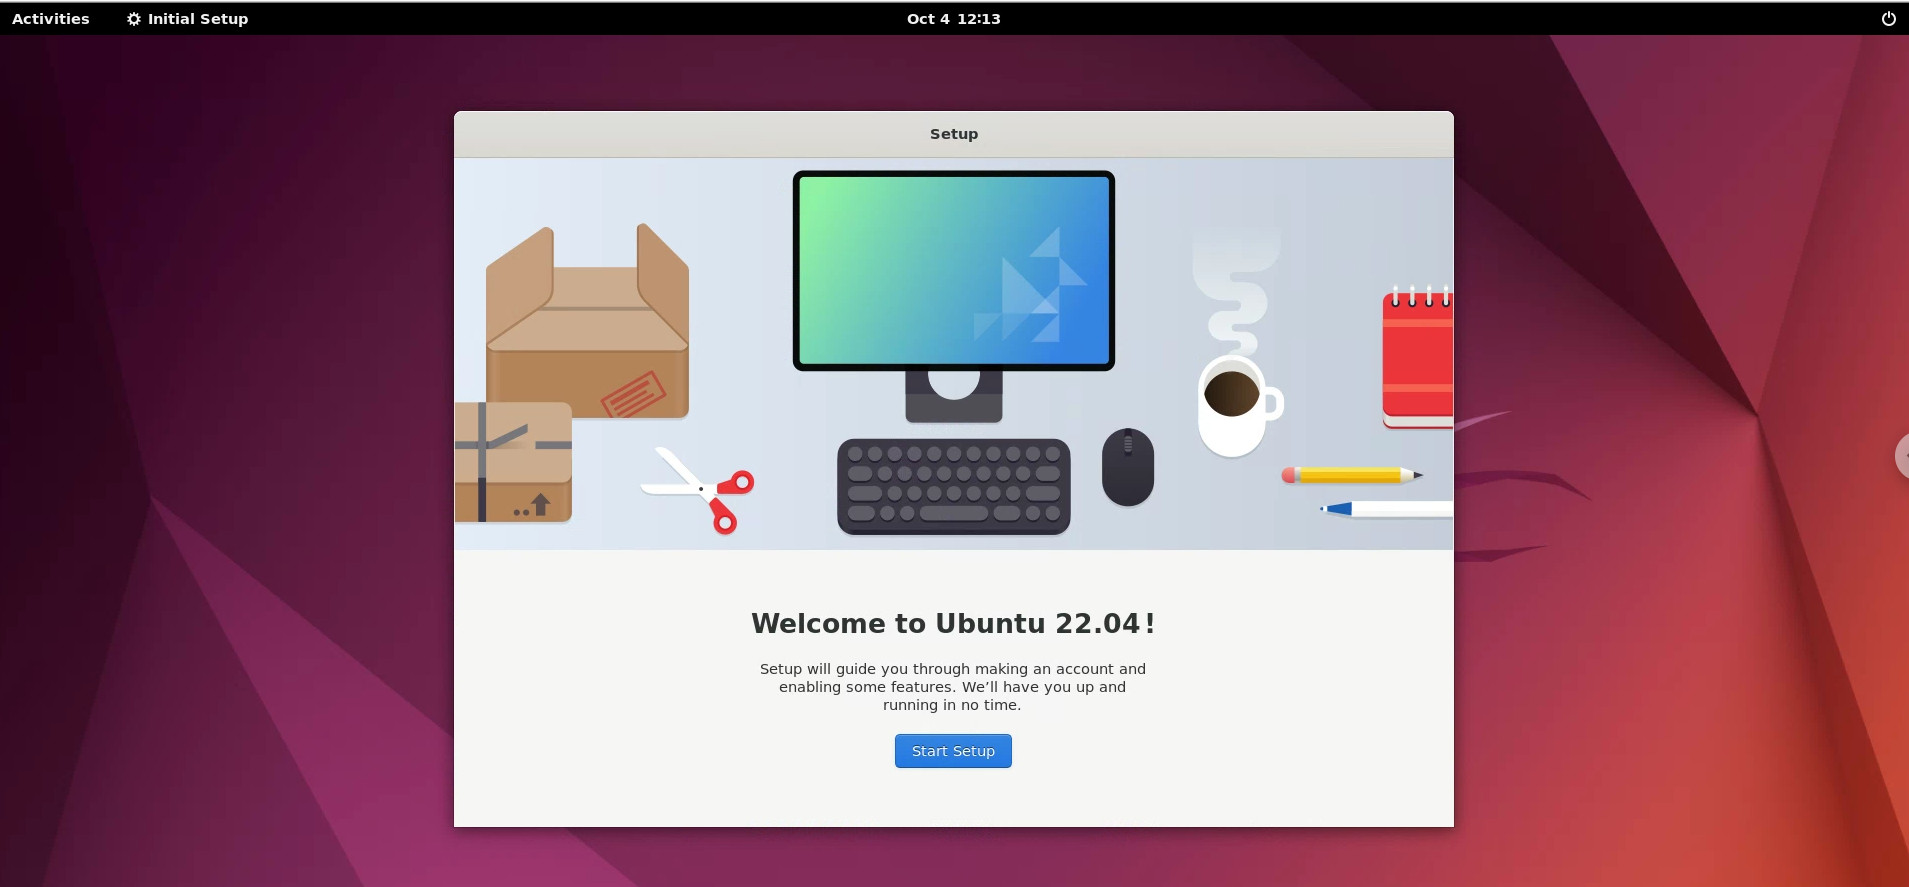 Activities Initial Setup Oct 4 12:13
Setup
Welcome to Ubuntu 22.04!
Setup will guide you through making an account and
enabling some features. We’ll have you up and
running in no time.
Start Setup